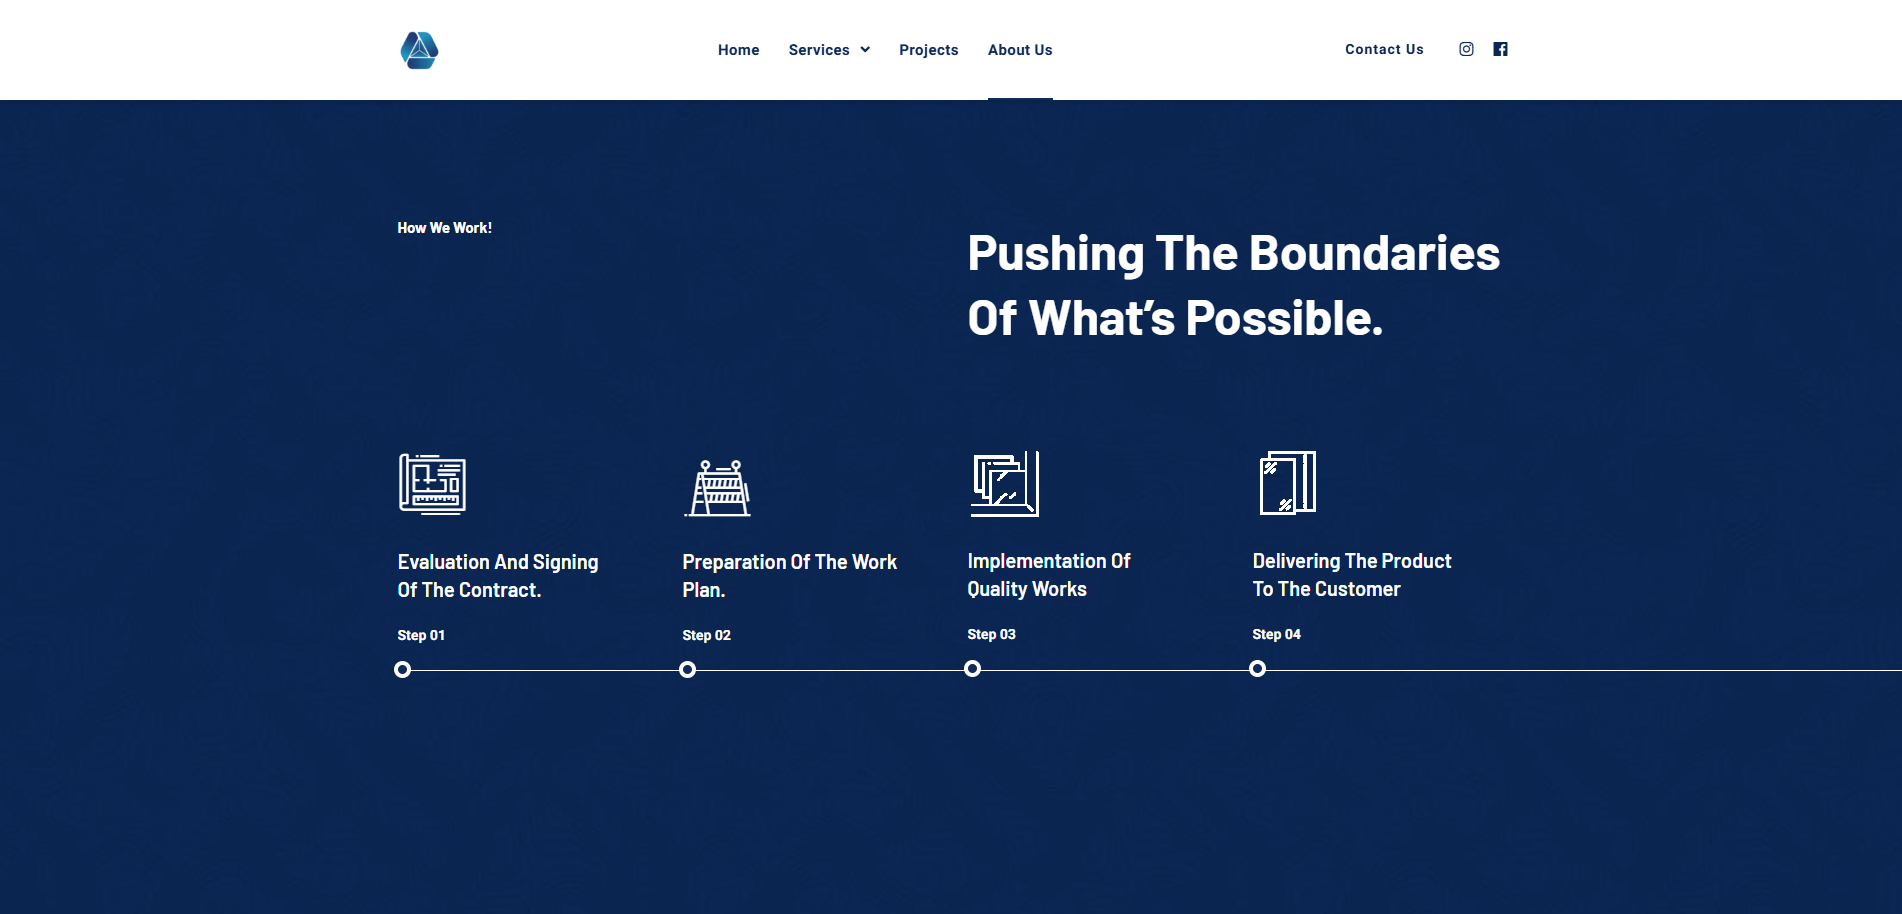 Home
Services
Projects
About Us
Contact Us
How We Work!
Pushing The Boundaries
Of What’s Possible.
Evaluation And Signing
Of The Contract.
Step 01
Preparation Of The Work
Plan.
Step 02
Implementation Of
Quality Works
Step 03
Delivering The Product
To The Customer
Step 04